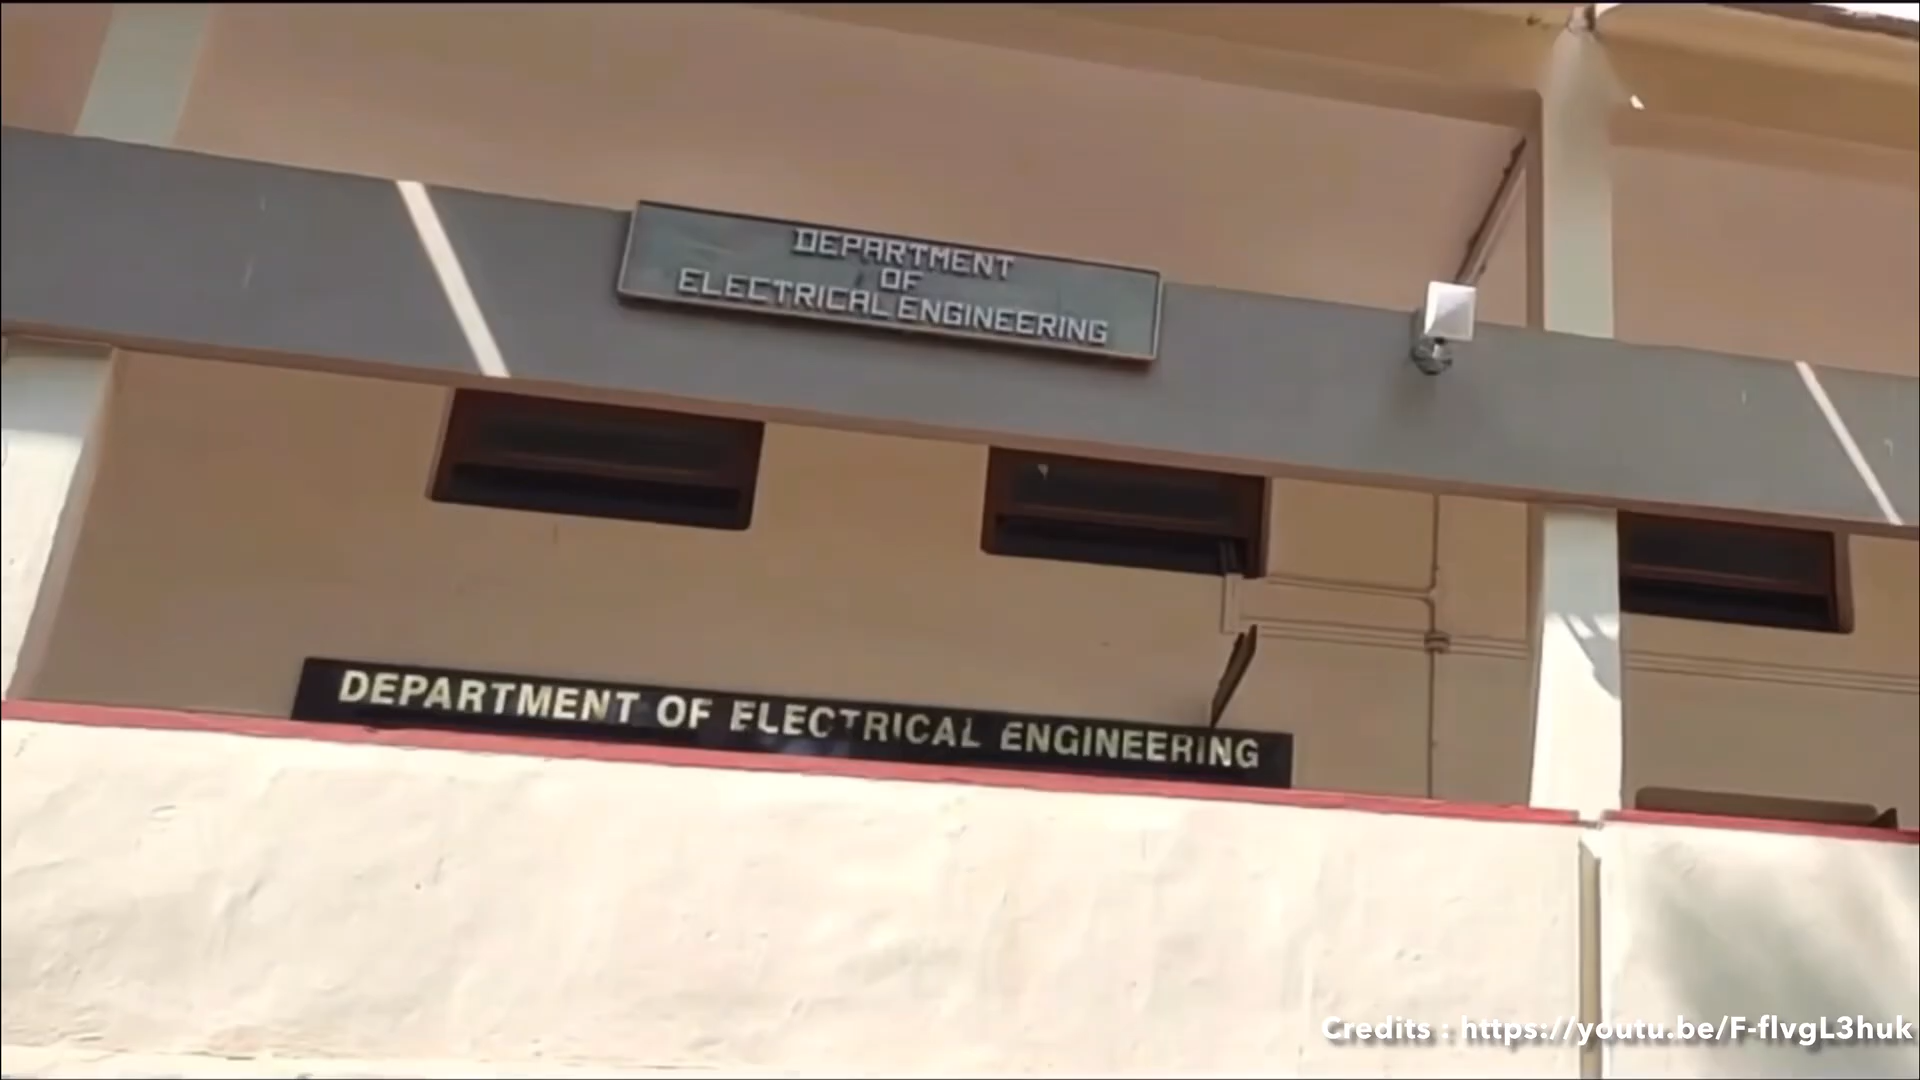 DEPARTMENT
OF
ELECTRICAL ENGINEERING
DEPARTMENT OF ELECTRICAL ENGINEERING
Credits : https://youtu.be/F-flvgL3huk